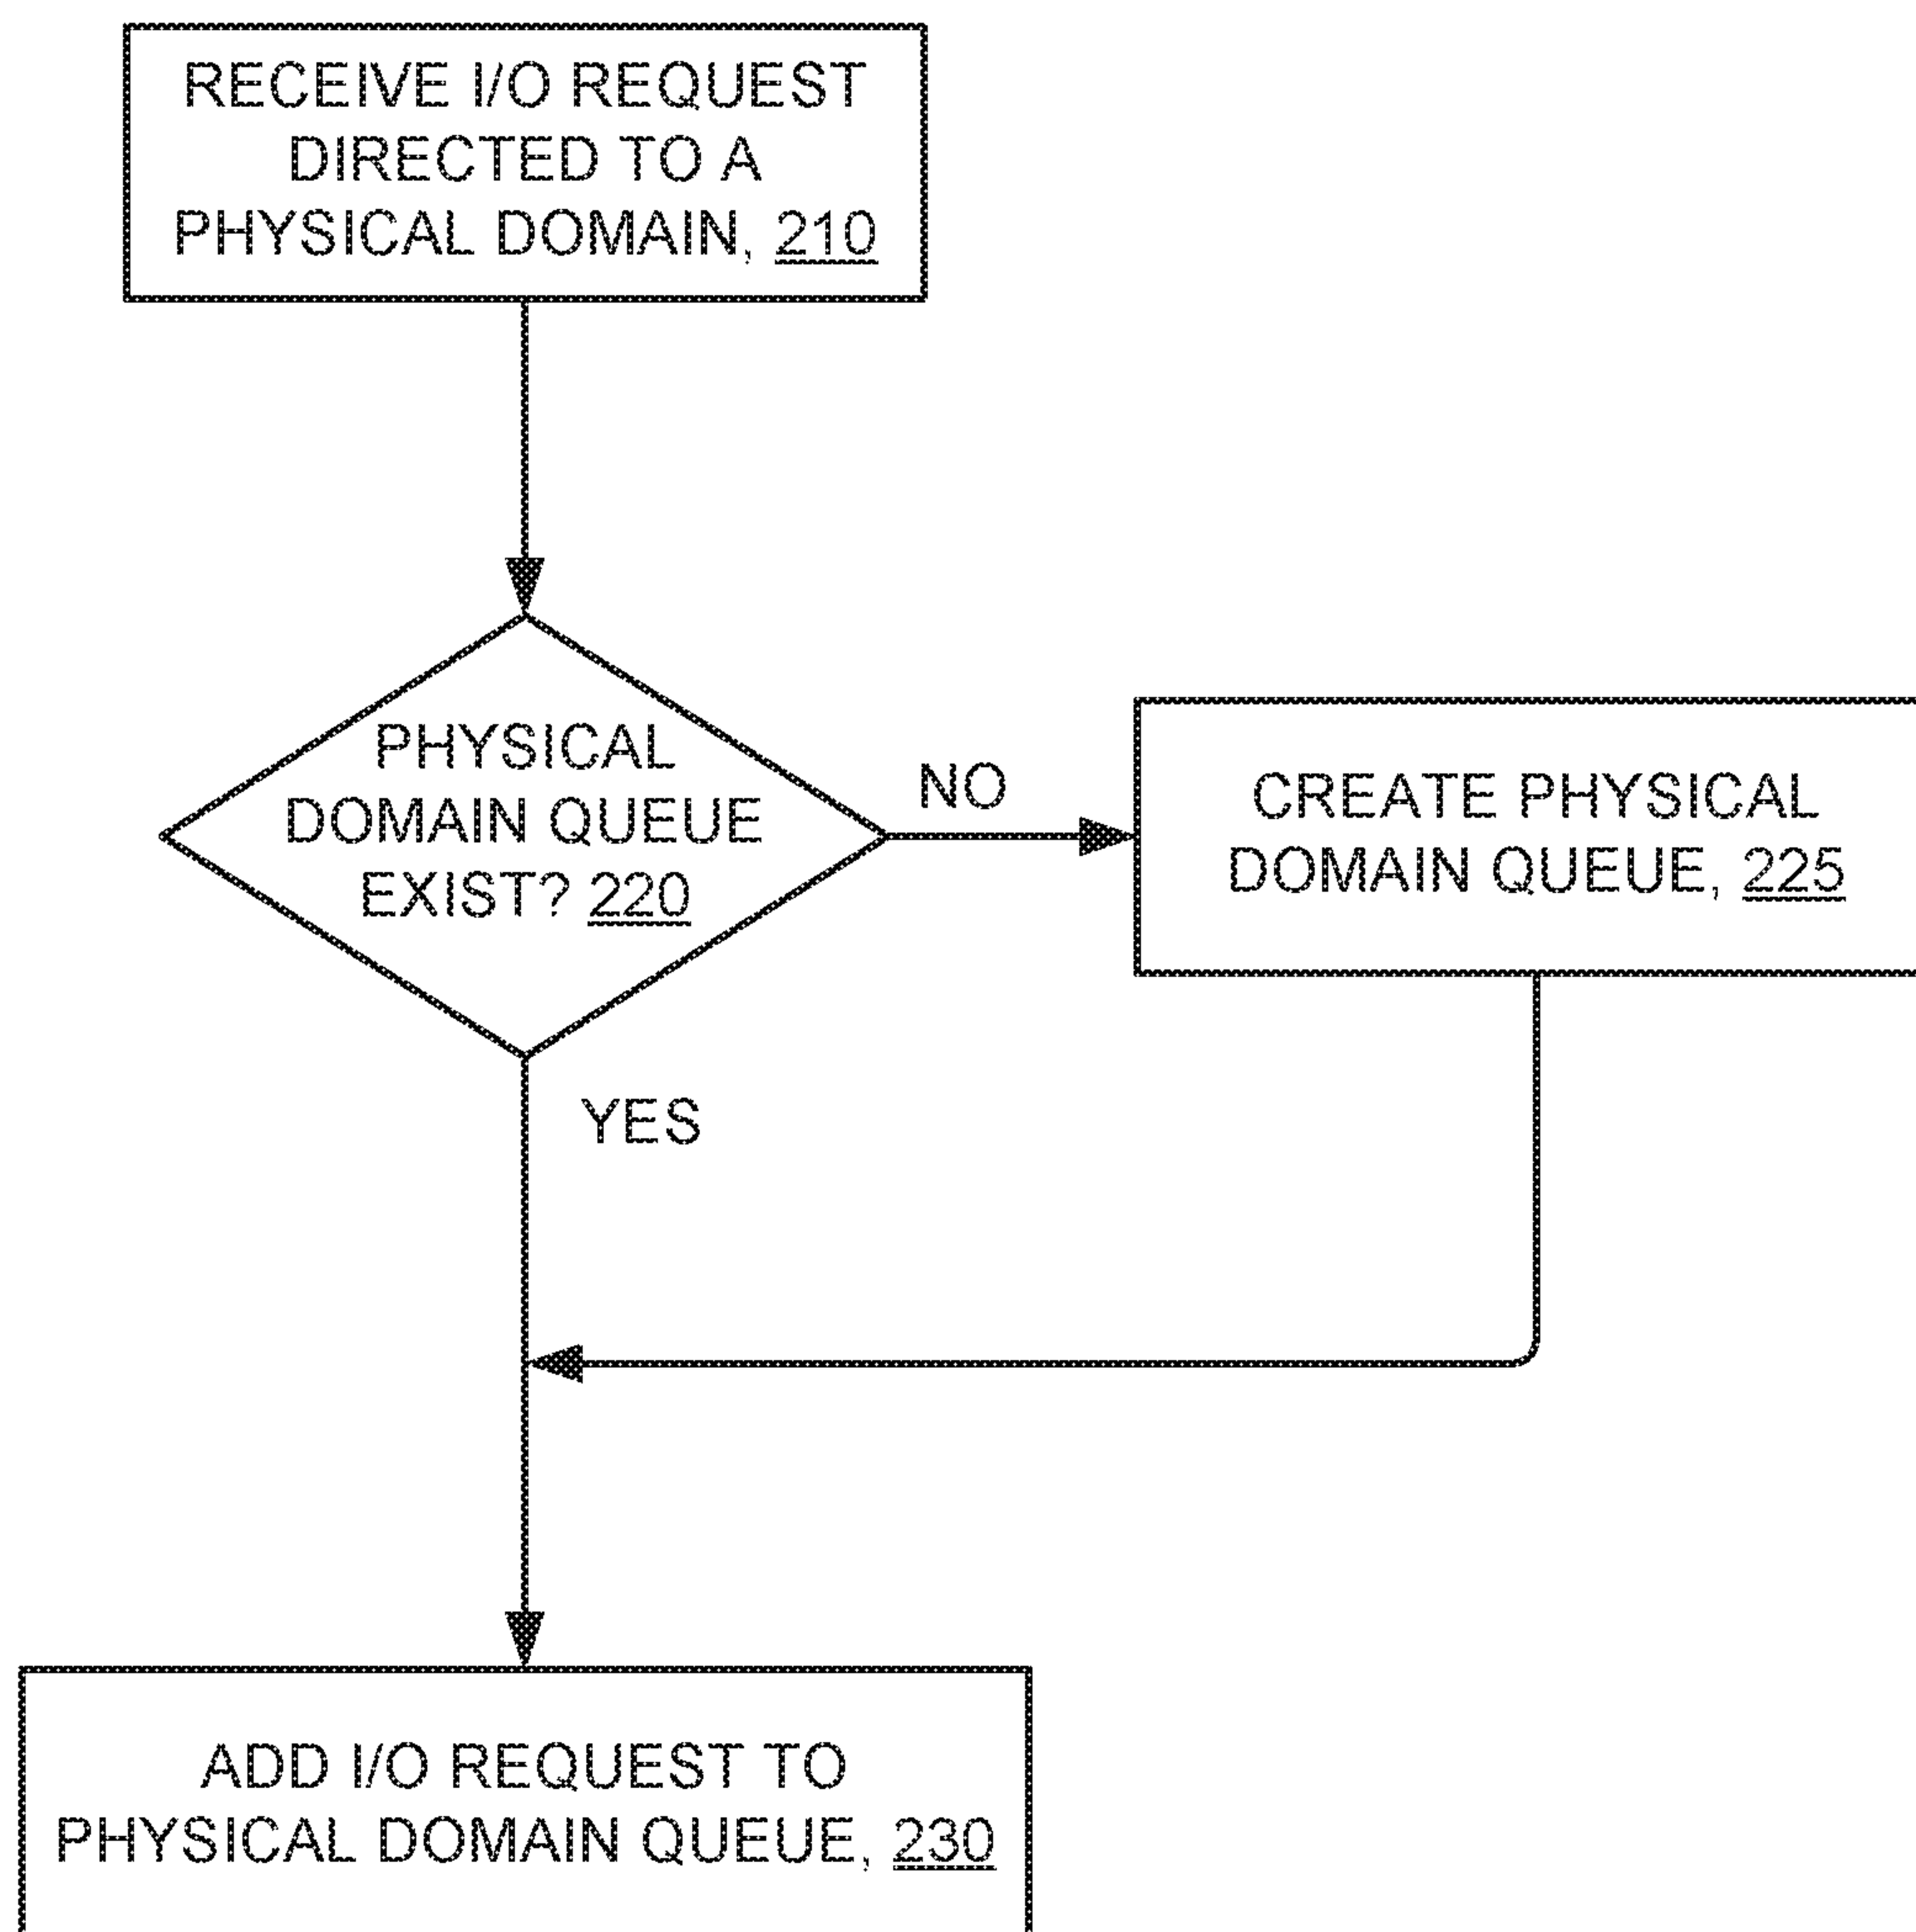 RECEIVE I/O REQUEST
DIRECTED TO A
PHYSICAL DOMAIN, 210
PHYSICAL
DOMAIN QUEUE
EXIST? 220
NO
CREATE PHYSICAL
DOMAIN QUEUE, 225
YES
ADD I/O REQUEST TO
PHYSICAL DOMAIN QUEUE, 230